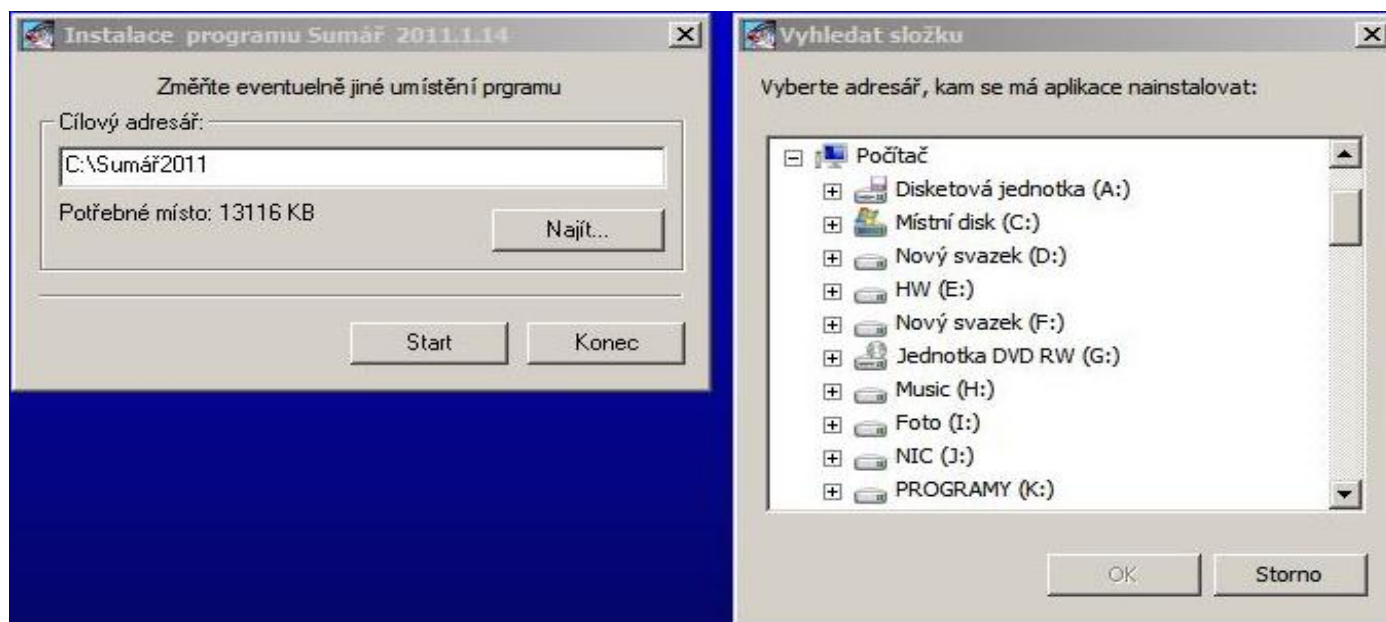 Instalace programu Sumář 2011.1.14
Změňte eventuelně jiné umístění prgramu
Cílový adresář:
C:\Sumář2011
Potřebné místo: 13116 KB
Najít...
Start
Konec
Vyhledat složku
Vyberte adresář, kam se má aplikace nainstalovat:
Počítač
Disketová jednotka (A:)
Místní disk (C:)
Nový svazek (D:)
HW (E:)
Nový svazek (F:)
Jednotka DVD RW (G:)
Music (H:)
Foto (I:)
NIC (J:)
PROGRAMY (K:)
OK
Storno